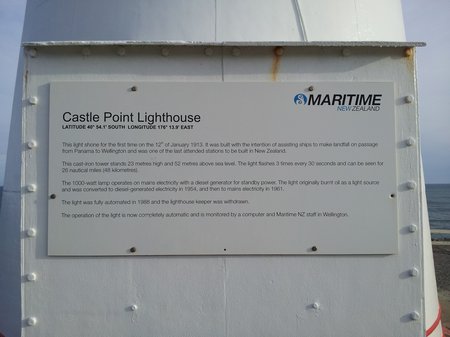 MARITIME
NEW ZEALAND
Castle Point Lighthouse
LATITUDE 40° 54.1' SOUTH LONGITUDE 176° 13.9' EAST
This light shone for the first time on the 12th of January 1913. It was built with the intention of assisting ships to make landfall on passage
from Panama to Wellington and was one of the last attended stations to be built in New Zealand.
This cast-iron tower stands 23 metres high and 52 metres above sea level. The light flashes 3 times every 30 seconds and can be seen for
26 nautical miles (48 kilometres).
The 1000-watt lamp operates on mains electricity with a diesel generator for standby power. The light originally burnt oil as a light source
and was converted to diesel-generated electricity in 1954, and then to mains electricity in 1961.
The light was fully automated in 1988 and the lighthouse keeper was withdrawn.
The operation of the light is now completely automatic and is monitored by a computer and Maritime NZ staff in Wellington.